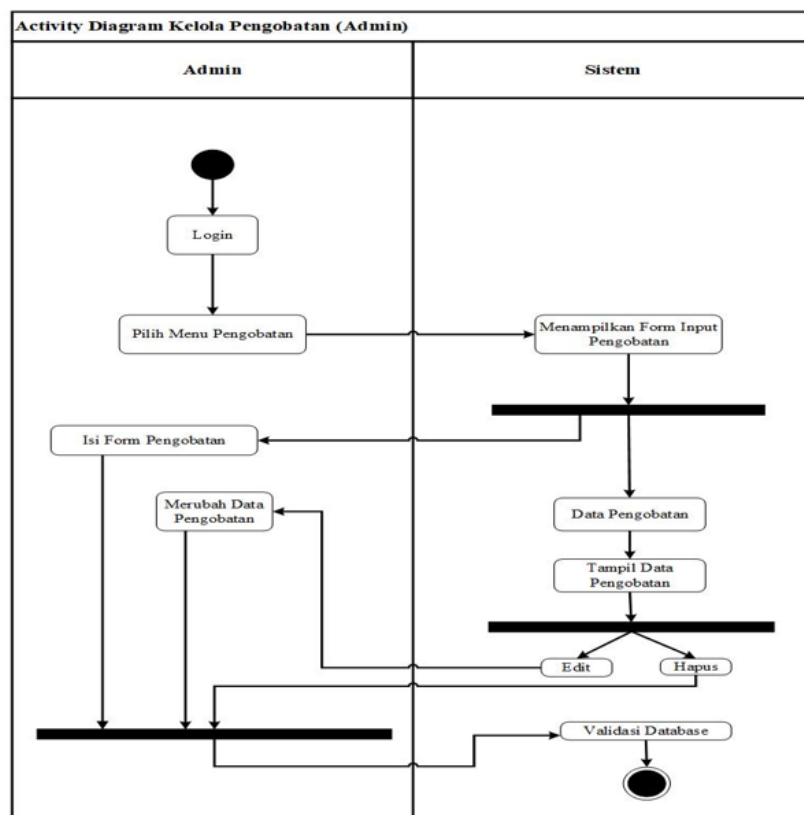 Activity Diagram Kelola Pengobatan (Admin)
Admin
Sistem
Login
Pilih Menu Pengobatan
Menampilkan Form Input
Pengobatan
Isi Form Pengobatan
Merubah Data
Pengobatan
Data Pengobatan
Tampil Data
Pengobatan
Edit
Hapus
Validasi Database